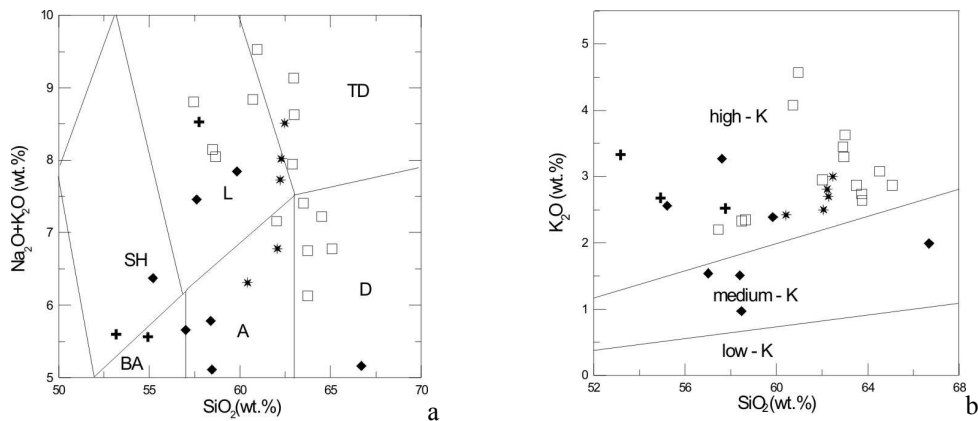 10
9
8
7
6
5
Na₂O+K₂O (wt.%)
TD
L
SH
D
A
BA
50 55 60 65 70
SiO₂(wt.%)
a
5
4
3
2
1
0
K₂O (wt.%)
high - K
medium - K
low - K
52 56 60 64 68
SiO₂(wt.%)
b